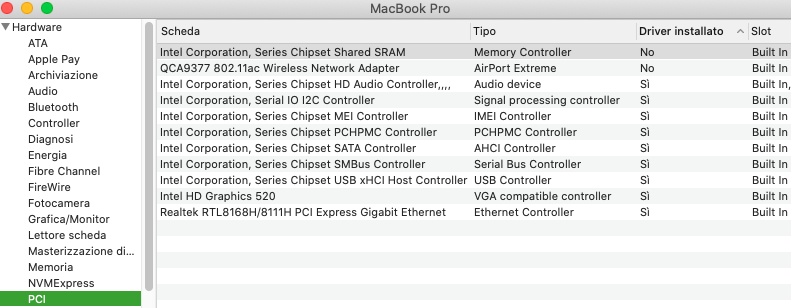 MacBook Pro
Hardware
ATA
Apple Pay
Archiviazione
Audio
Bluetooth
Controller
Diagnosi
Energia
Fibre Channel
FireWire
Fotocamera
Grafica/Monitor
Lettore scheda
Masterizzazione di...
Memoria
NVMExpress
PCI
Scheda Tipo Driver installato Slot
Intel Corporation, Series Chipset Shared SRAM Memory Controller No Built In
QCA9377 802.11ac Wireless Network Adapter AirPort Extreme No Built In
Intel Corporation, Series Chipset HD Audio Controller,,,, Audio device Sì Built In,
Intel Corporation, Serial IO I2C Controller Signal processing controller Sì Built In
Intel Corporation, Series Chipset MEI Controller IMEI Controller Sì Built In
Intel Corporation, Series Chipset PCHPMC Controller PCHPMC Controller Sì Built In
Intel Corporation, Series Chipset SATA Controller AHCI Controller Sì Built In
Intel Corporation, Series Chipset SMBus Controller Serial Bus Controller Sì Built In
Intel Corporation, Series Chipset USB xHCI Host Controller USB Controller Sì Built In
Intel HD Graphics 520 VGA compatible controller Sì Built In
Realtek RTL8168H/8111H PCI Express Gigabit Ethernet Ethernet Controller Sì Built In